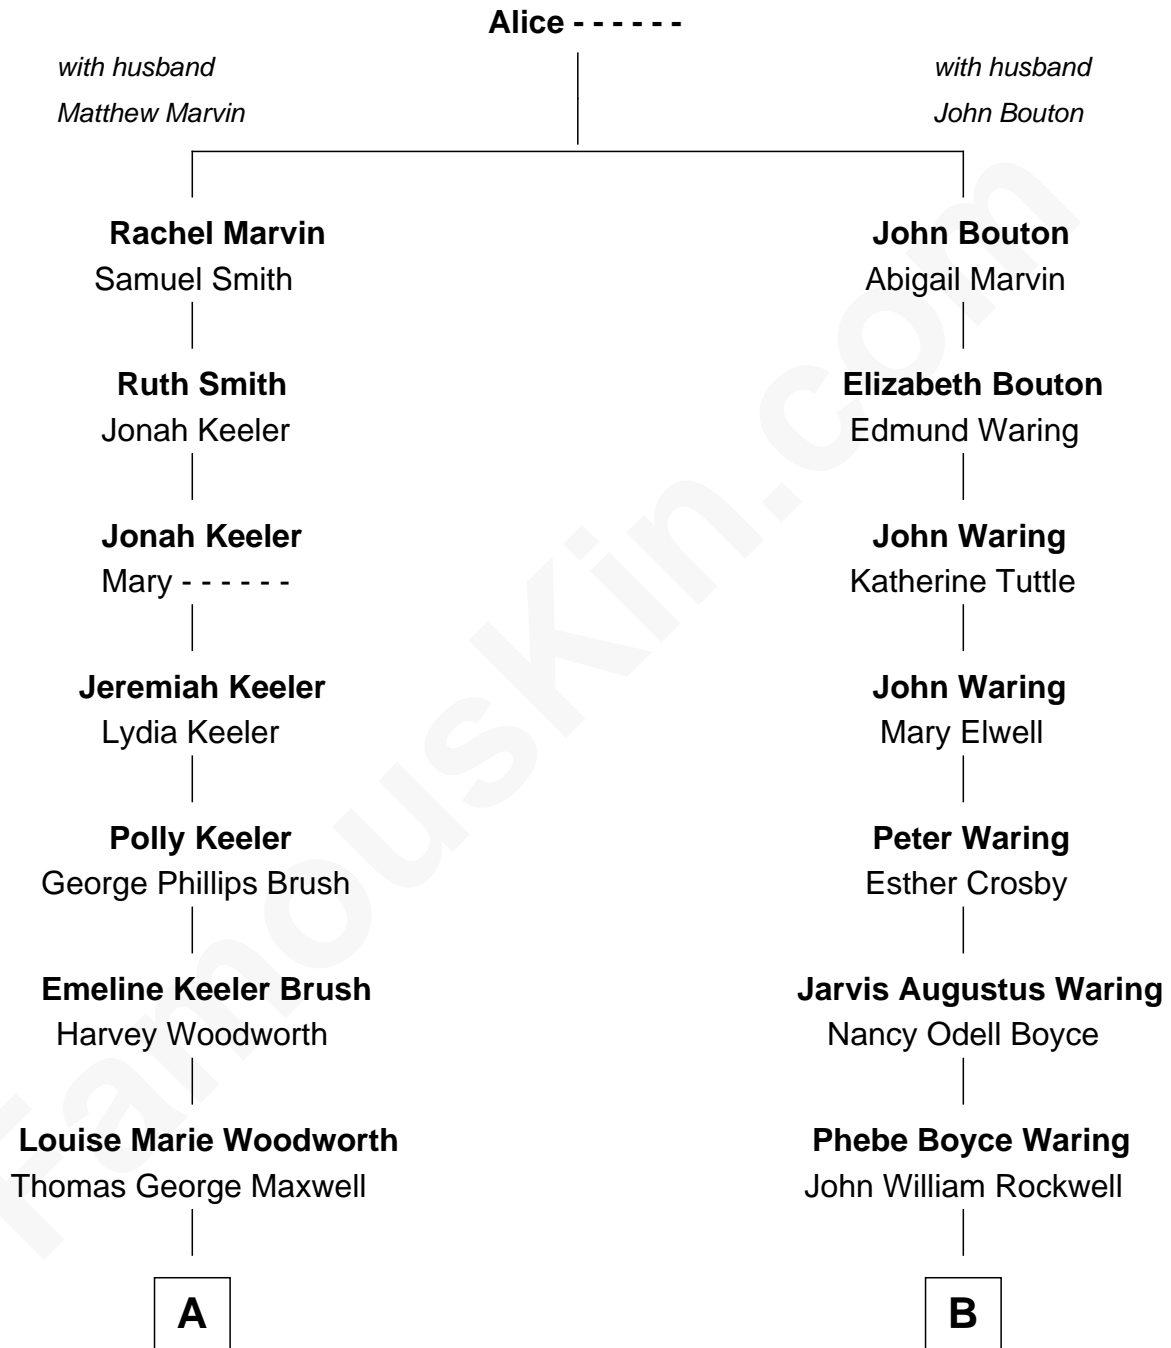 Alice - - - - - -
with husband
Matthew Marvin
with husband
John Bouton
Rachel Marvin
Samuel Smith
John Bouton
Abigail Marvin
Ruth Smith
Jonah Keeler
Elizabeth Bouton
Edmund Waring
Jonah Keeler
Mary - - - - - -
John Waring
Katherine Tuttle
Jeremiah Keeler
Lydia Keeler
John Waring
Mary Elwell
Polly Keeler
George Phillips Brush
Peter Waring
Esther Crosby
Emeline Keeler Brush
Harvey Woodworth
Jarvis Augustus Waring
Nancy Odell Boyce
Louise Marie Woodworth
Thomas George Maxwell
Phebe Boyce Waring
John William Rockwell
A
B
FamousKin.com